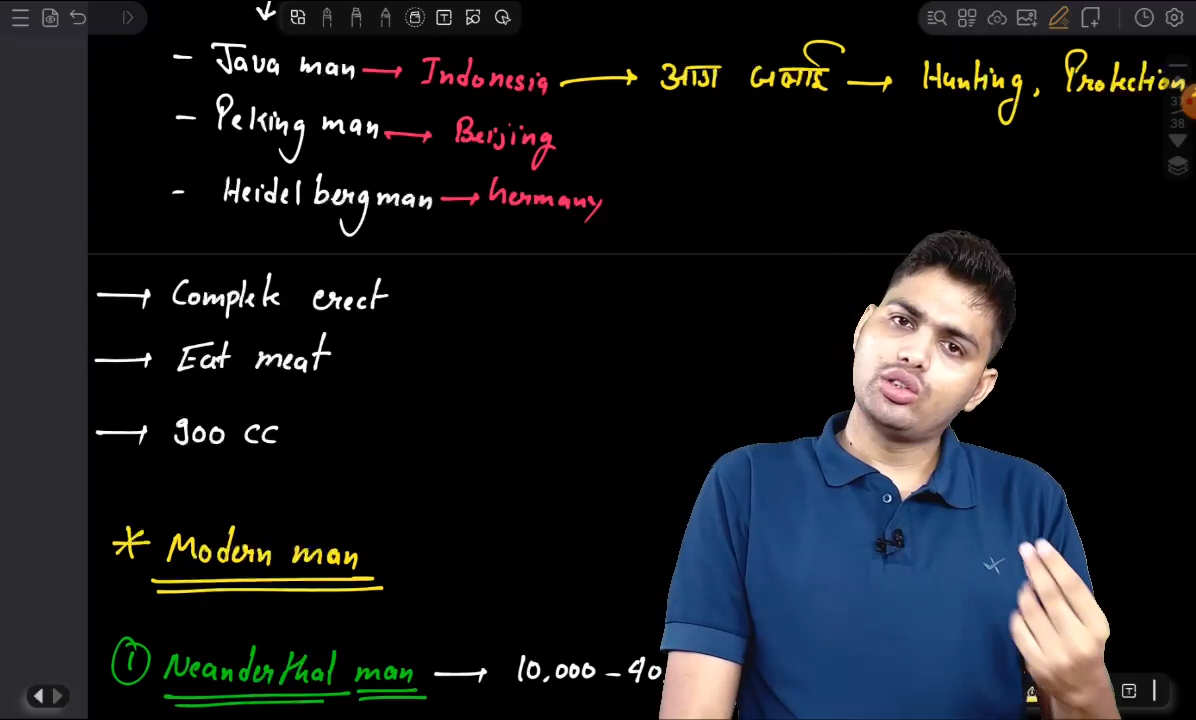 - Java man → Indonesia → आग जलाई → Hunting, Protection,
- Peking man → Beijing
- Heidelbergman → Germany
→ Complete erect
→ Eat meat
→ 900 CC
* Modern man
① Neanderthal man → 10,000 - 40